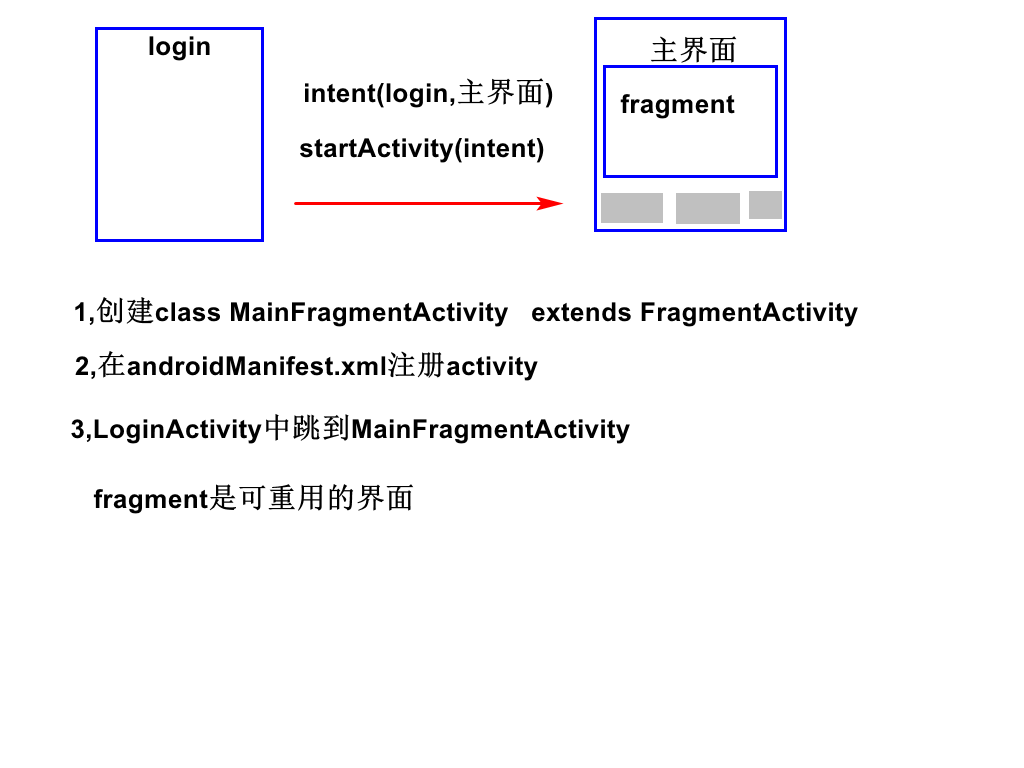 login
主界面
fragment
intent(login,主界面)
startActivity(intent)
1,创建class MainFragmentActivity extends FragmentActivity
2,在androidManifest.xml注册activity
3,LoginActivity中跳到MainFragmentActivity
fragment是可重用的界面